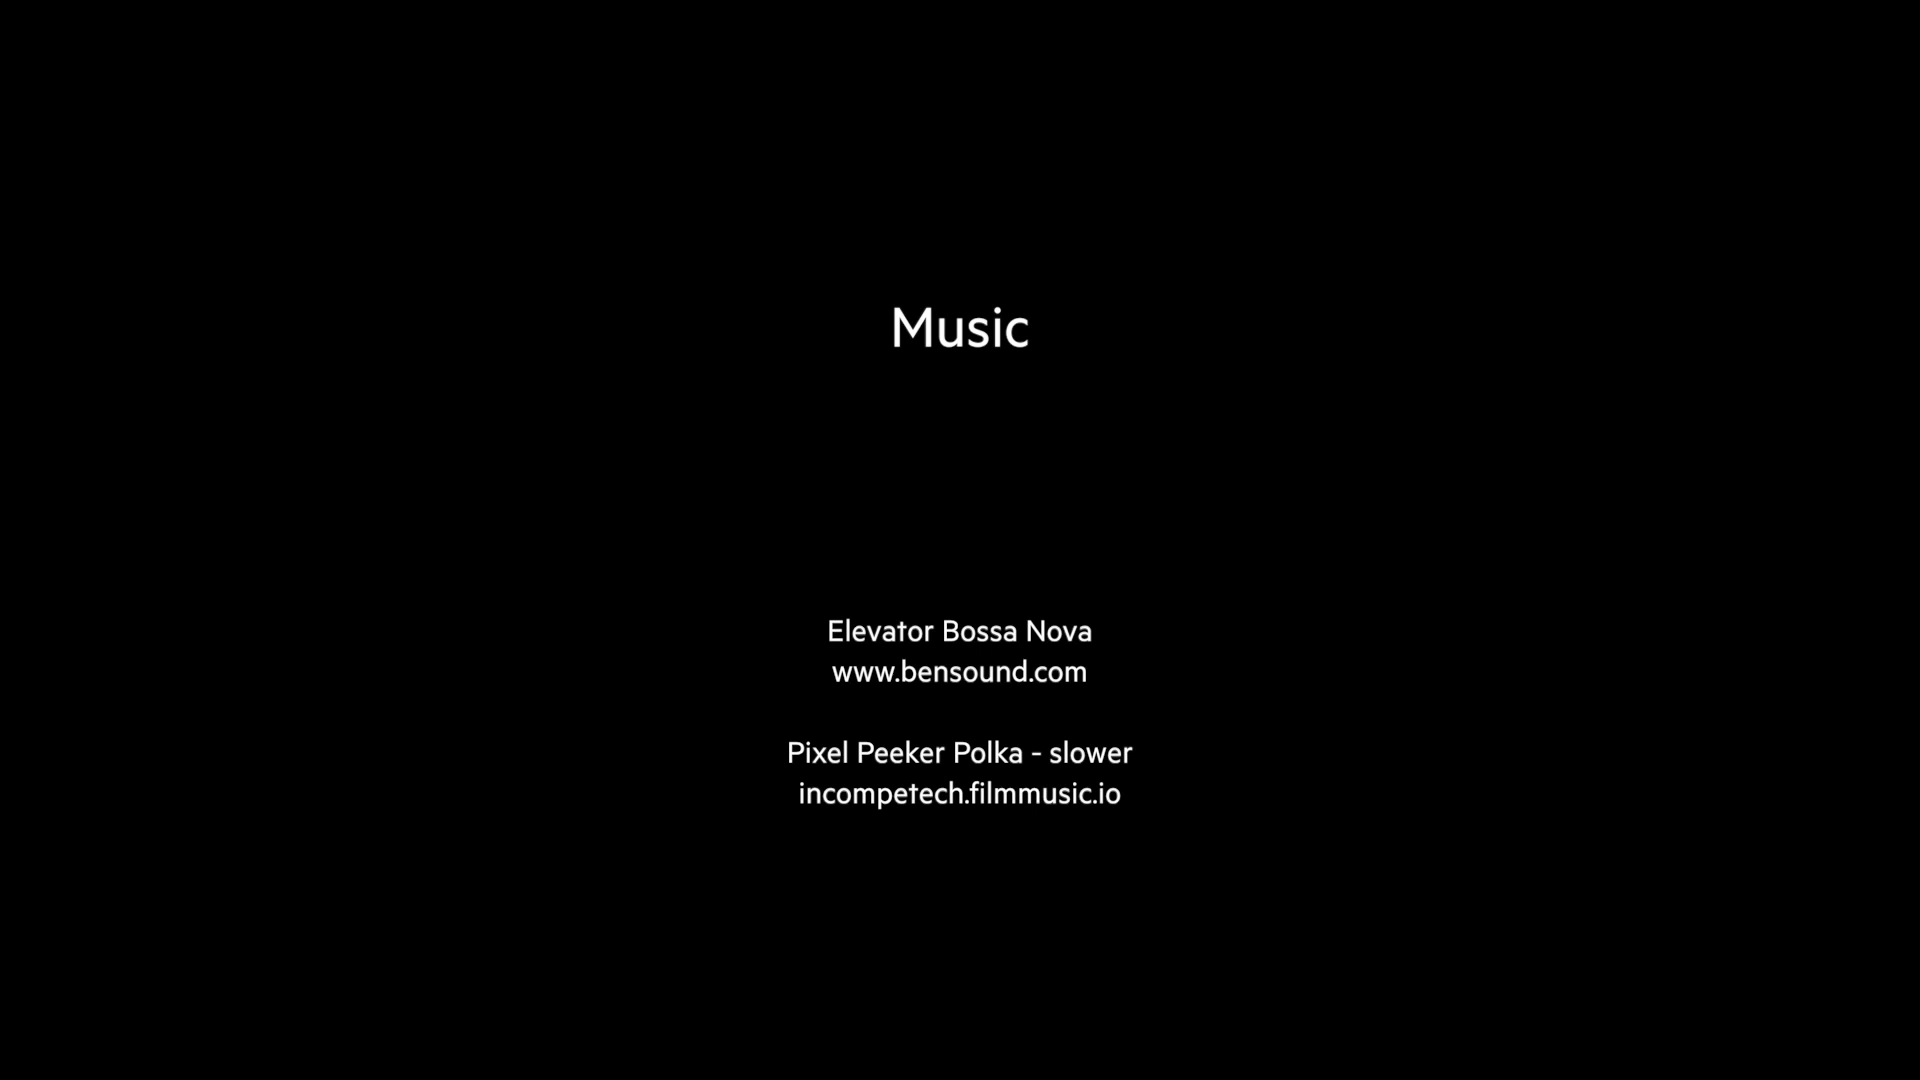 Music
Elevator Bossa Nova
www.bensound.com
Pixel Peeker Polka - slower
incompetech.filmmusic.io